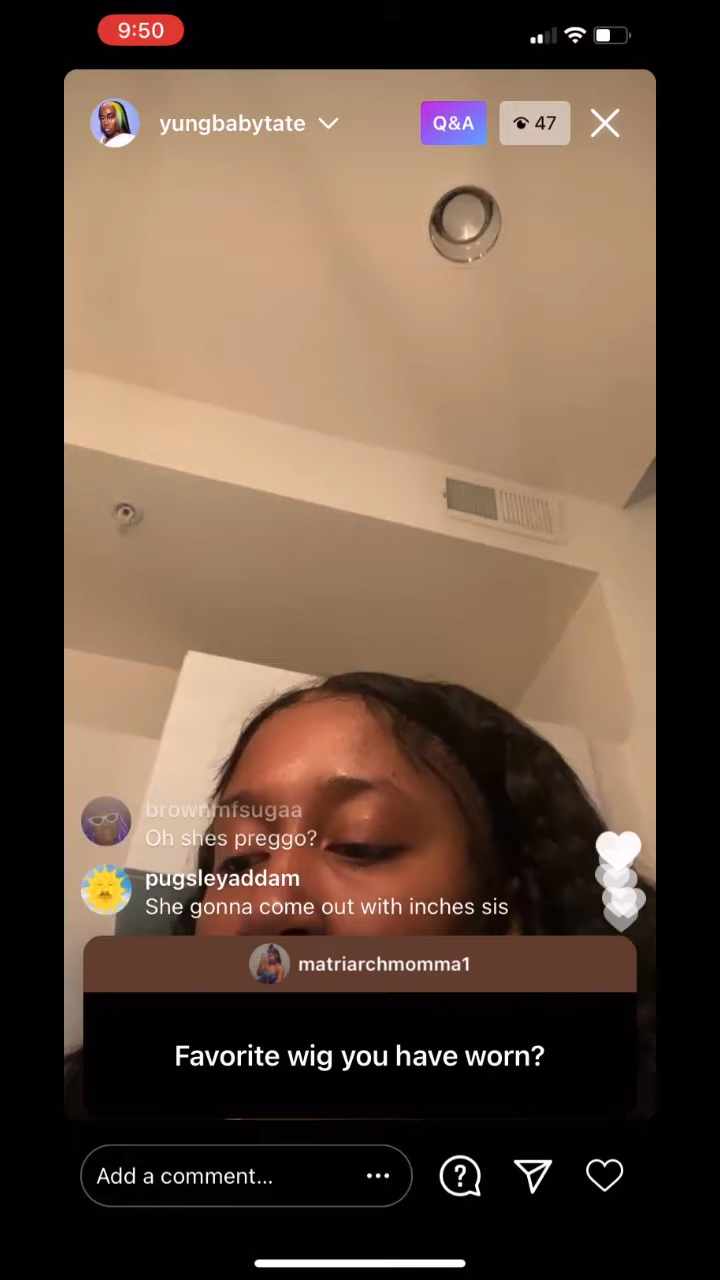 9:50
yungbabytate
Q&A
47
brownmfsugaa
Oh shes preggo?
pugsleyaddam
She gonna come out with inches sis
matriarchmomma1
Favorite wig you have worn?
Add a comment...